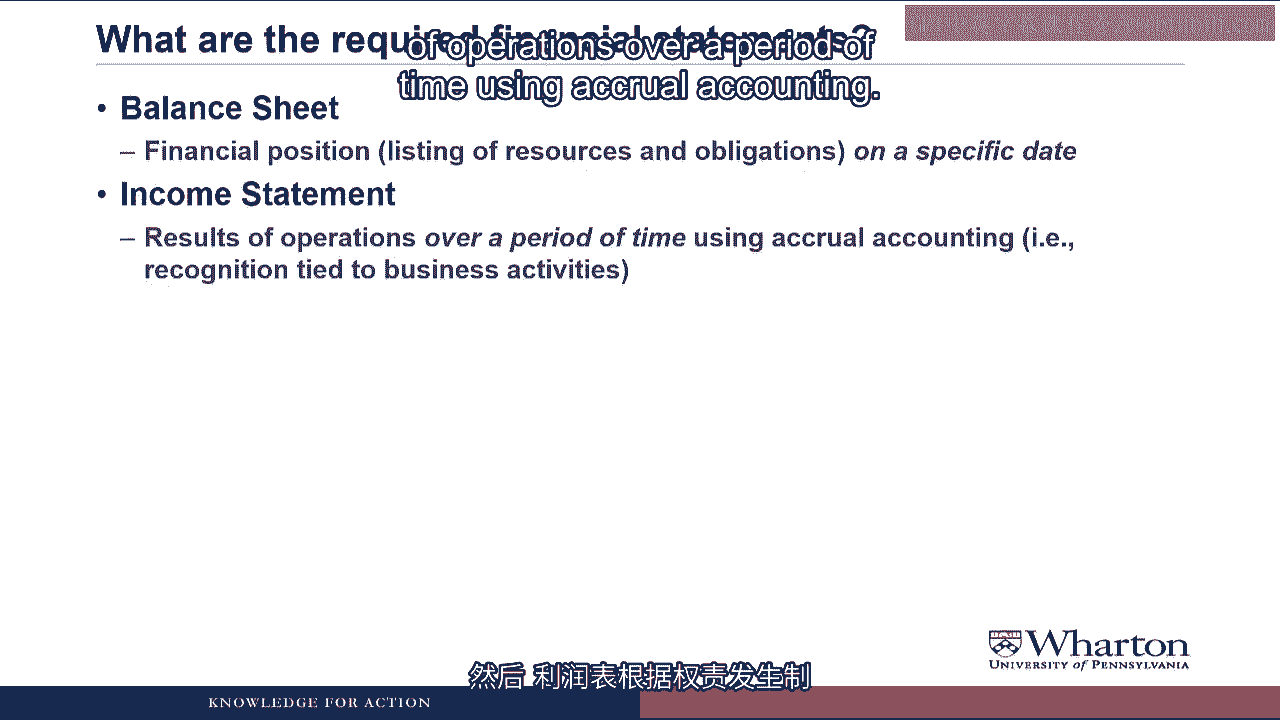 What are the required financial statements?
of operations over a period of
time using accrual accounting.
• Balance Sheet
– Financial position (listing of resources and obligations) on a specific date
• Income Statement
– Results of operations over a period of time using accrual accounting (i.e.,
recognition tied to business activities)
Wharton
UNIVERSITY of PENNSYLVANIA
然后 利润表根据权责发生制
KNOWLEDGE FOR ACTION